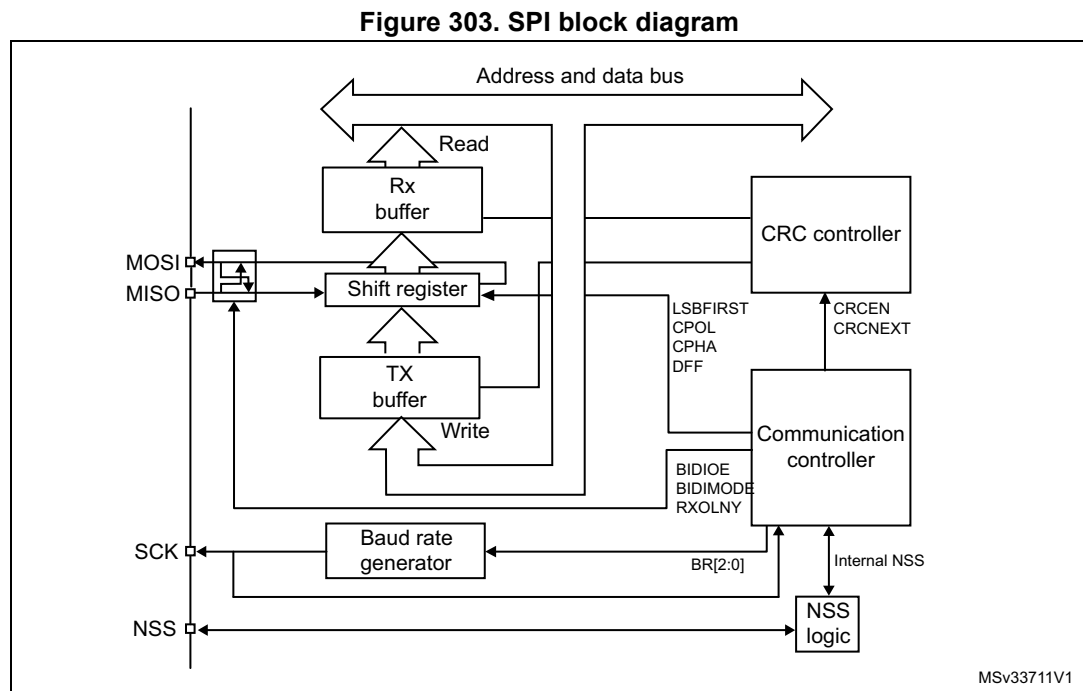 Figure 303. SPI block diagram
Address and data bus
Read
Rx
buffer
CRC controller
MOSI
MISO
Shift register
LSBFIRST
CPOL
CPHA
DFF
CRCEN
CRCNEXT
TX
buffer
Write
Communication
controller
BIDIOE
BIDIMODE
RXOLNY
SCK
Baud rate
generator
BR[2:0]
Internal NSS
NSS
NSS
logic
MSv33711V1